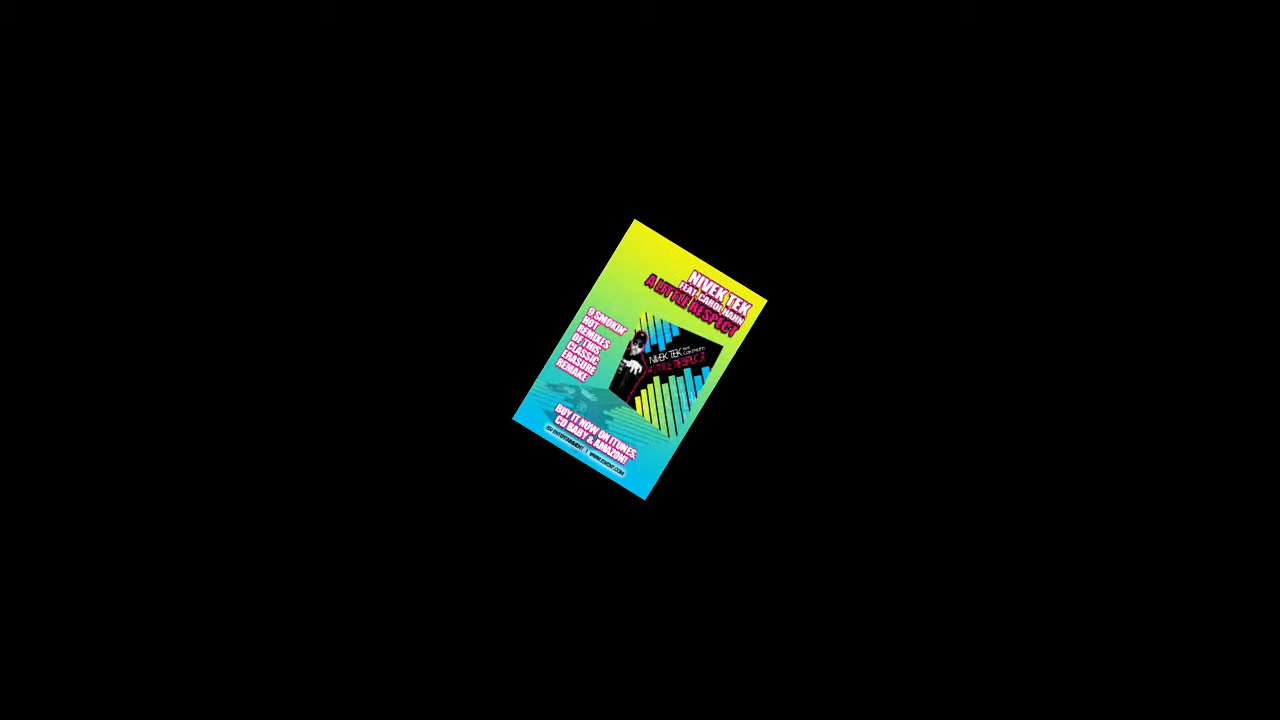 NIVEK TEK
FEAT. CAROL HAHN
A LITTLE RESPECT
9 SMOKIN'
HOT
REMIXES
OF THIS
CLASSIC
ERASURE
REMAKE
NIVEK TEK
A LITTLE RESPECT
BUY IT NOW ON ITUNES,
CD BABY & AMAZON!